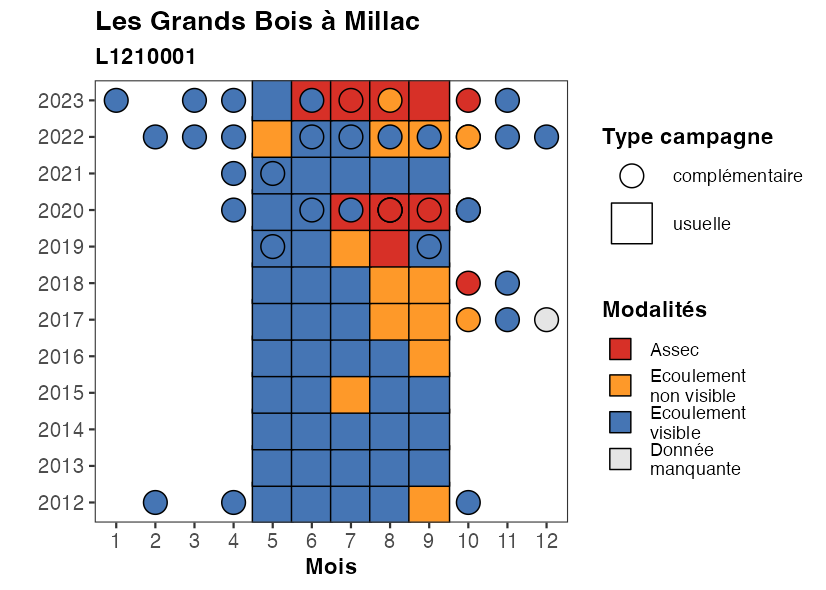 Les Grands Bois à Millac
L1210001
2023
2022
2021
2020
2019
2018
2017
2016
2015
2014
2013
2012
1 2 3 4 5 6 7 8 9 10 11 12
Mois
Type campagne
complémentaire
usuelle
Modalités
Assec
Ecoulement
non visible
Ecoulement
visible
Donnée
manquante